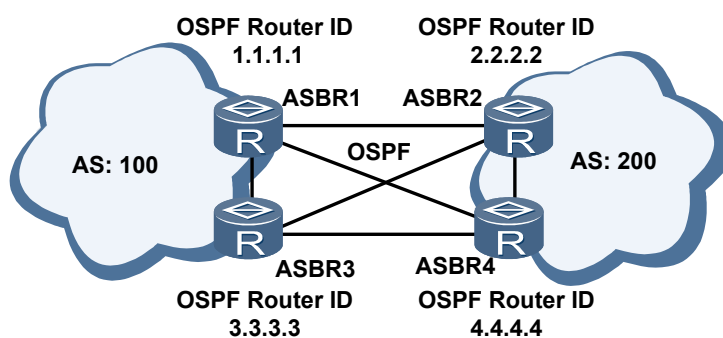 OSPF Router ID
1.1.1.1
OSPF Router ID
2.2.2.2
ASBR1
ASBR2
R
R
AS: 100
OSPF
AS: 200
R
R
ASBR3
ASBR4
OSPF Router ID
3.3.3.3
OSPF Router ID
4.4.4.4